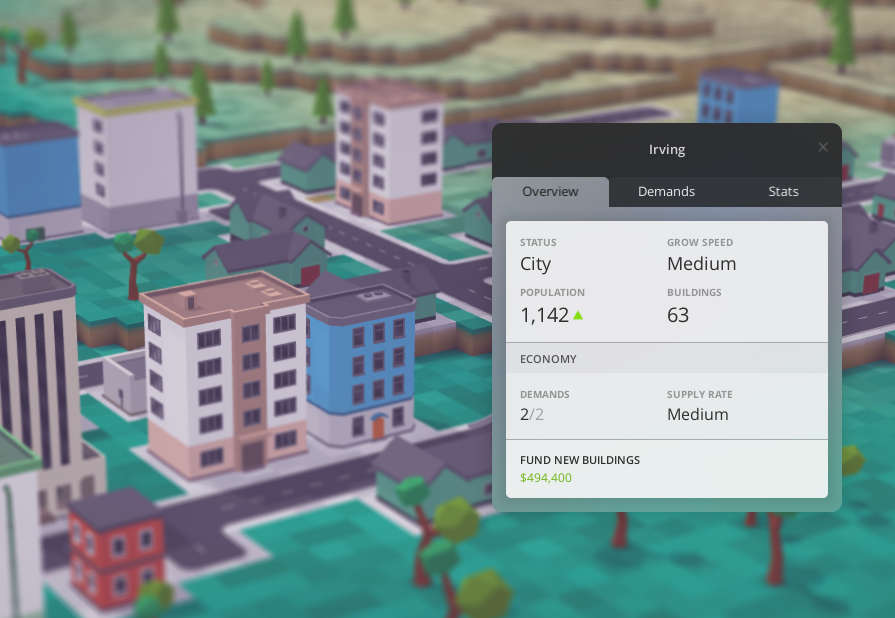 Irving
Overview Demands Stats
STATUS GROW SPEED
City Medium
POPULATION BUILDINGS
1,142 63
ECONOMY
DEMANDS SUPPLY RATE
2/2 Medium
FUND NEW BUILDINGS
$494,400